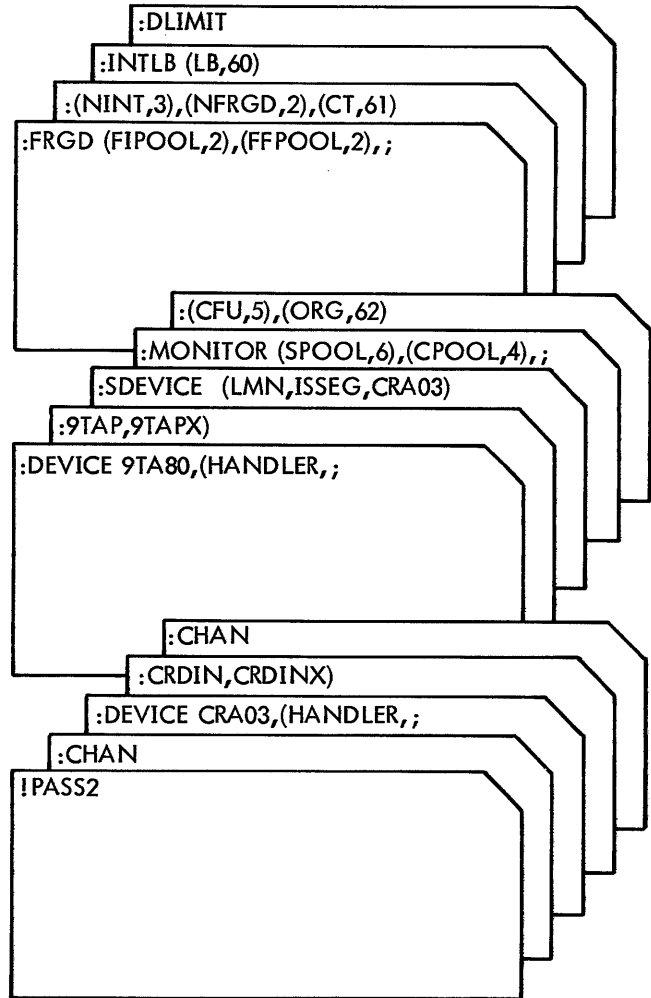 :DLIMIT
:INTLB (LB,60)
:(NINT,3),(NFRGD,2),(CT,61)
:FRGD (FIPOOL,2),(FFPOOL,2),;
:(CFU,5),(ORG,62)
:MONITOR (SPOOL,6),(CPOOL,4),;
:SDEVICE (LMN,ISSEG,CRA03)
:9TAP,9TAPX)
:DEVICE 9TA80,(HANDLER,;
:CHAN
:CRDIN,CRDINX)
:DEVICE CRA03,(HANDLER,;
:CHAN
!PASS2